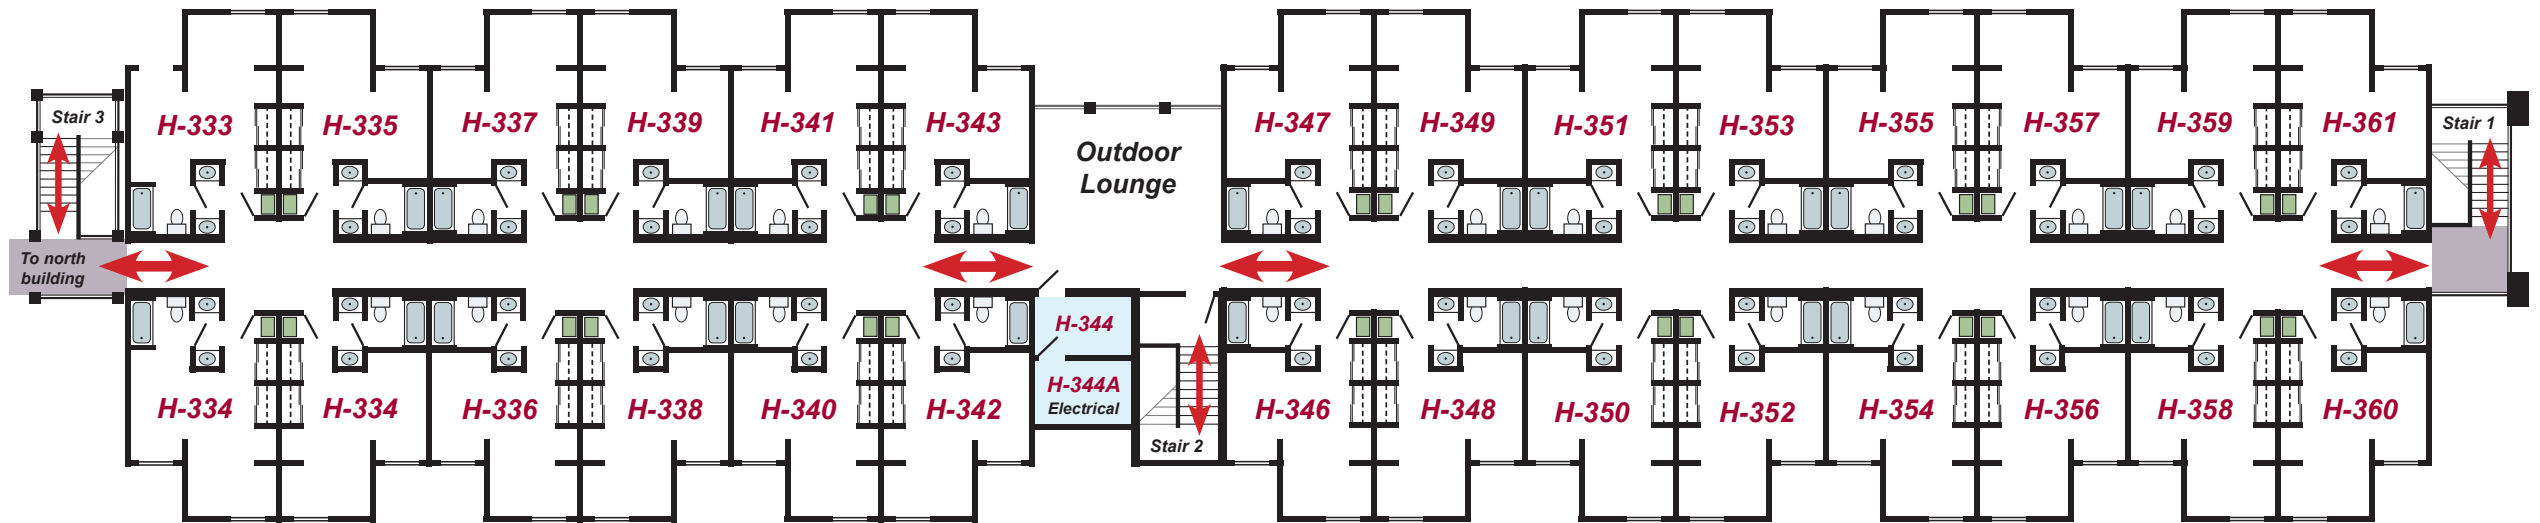 Stair 3
H-333
H-335
H-337
H-339
H-341
H-343
Outdoor
Lounge
H-347
H-349
H-351
H-353
H-355
H-357
H-359
H-361
Stair 1
To north
building
H-334
H-334
H-336
H-338
H-340
H-342
H-344
H-344A
Electrical
Stair 2
H-346
H-348
H-350
H-352
H-354
H-356
H-358
H-360